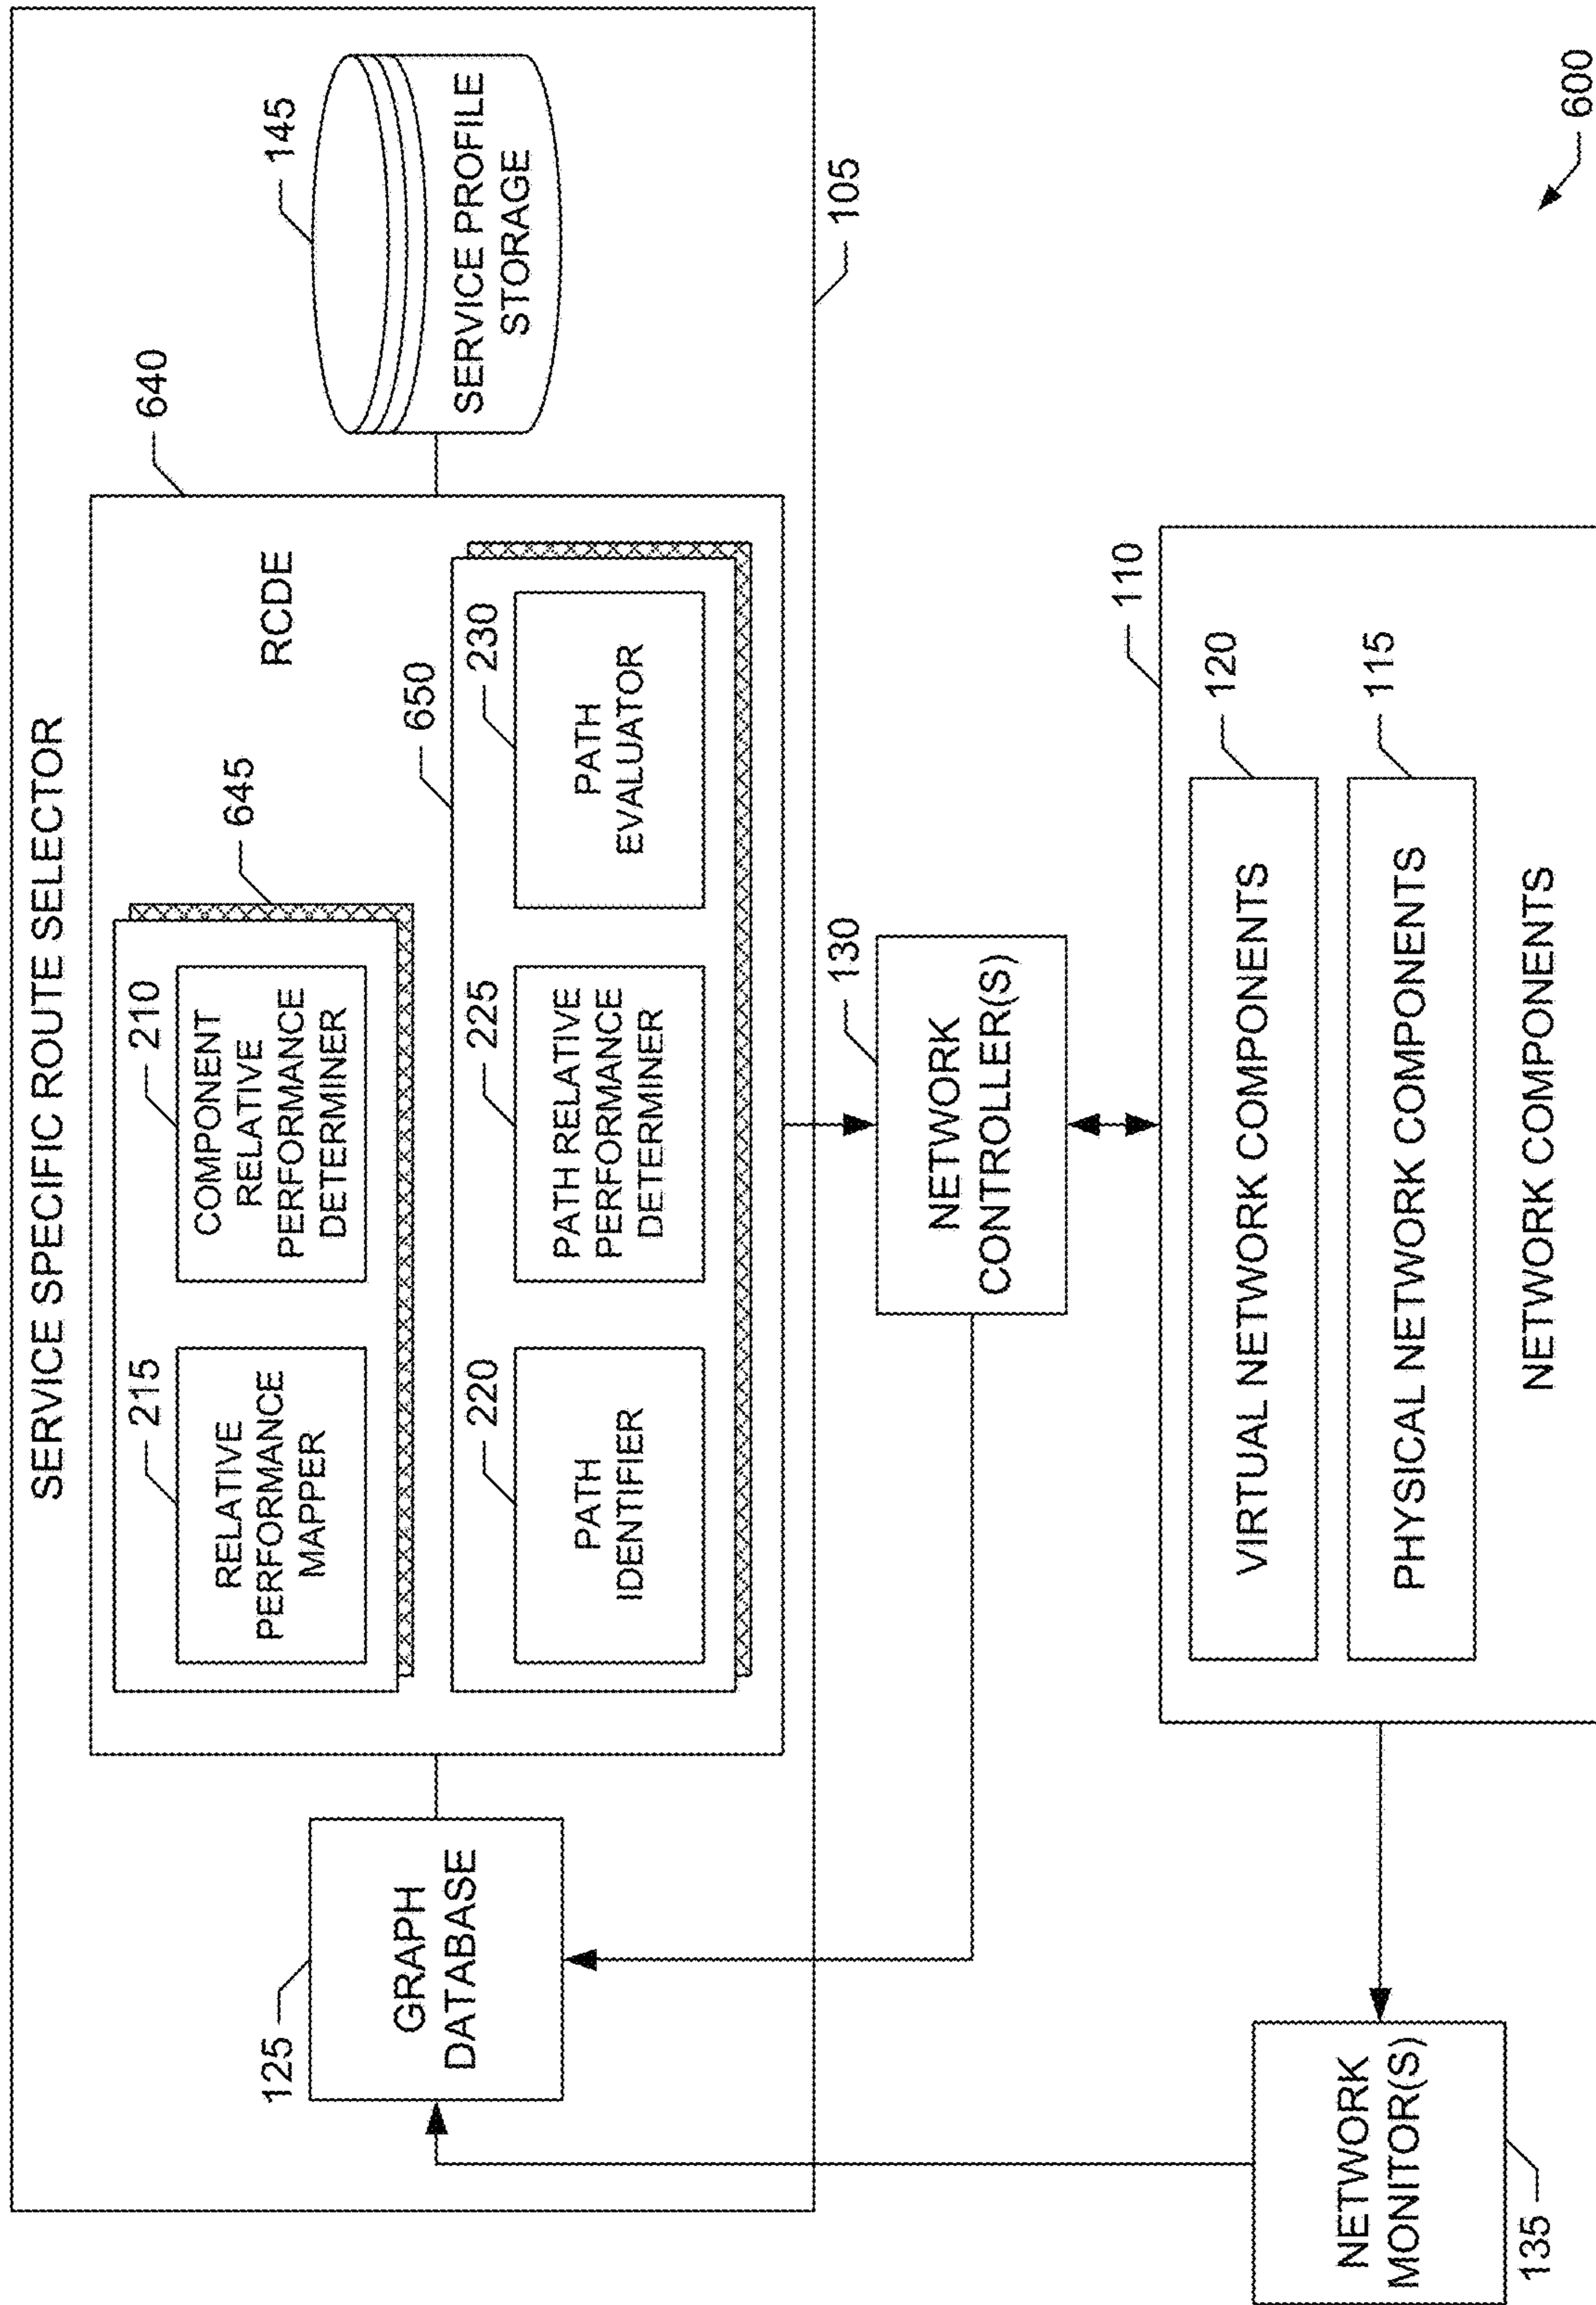 SERVICE SPECIFIC ROUTE SELECTOR
645
215
RELATIVE
PERFORMANCE
MAPPER
210
COMPONENT
RELATIVE
PERFORMANCE
DETERMINER
RCDE
640
650
220
PATH
IDENTIFIER
225
PATH RELATIVE
PERFORMANCE
DETERMINER
230
PATH
EVALUATOR
125
GRAPH
DATABASE
145
SERVICE PROFILE
STORAGE
105
130
NETWORK
CONTROLLER(S)
110
VIRTUAL NETWORK COMPONENTS
120
PHYSICAL NETWORK COMPONENTS
115
NETWORK COMPONENTS
NETWORK
MONITOR(S)
135
600